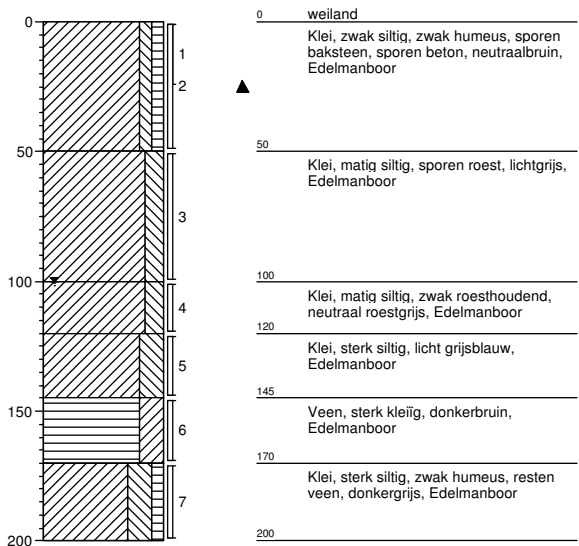 0
50
100
150
200
1
2
3
4
5
6
7
0 weiland
Klei, zwak siltig, zwak humeus, sporen
baksteen, sporen beton, neutraalbruin,
Edelmanboor
50
Klei, matig siltig, sporen roest, lichtgrijs,
Edelmanboor
100
Klei, matig siltig, zwak roesthoudend,
neutraal roestgrijs, Edelmanboor
120
Klei, sterk siltig, licht grijsblauw,
Edelmanboor
145
Veen, sterk kleiïg, donkerbruin,
Edelmanboor
170
Klei, sterk siltig, zwak humeus, resten
veen, donkergrijs, Edelmanboor
200